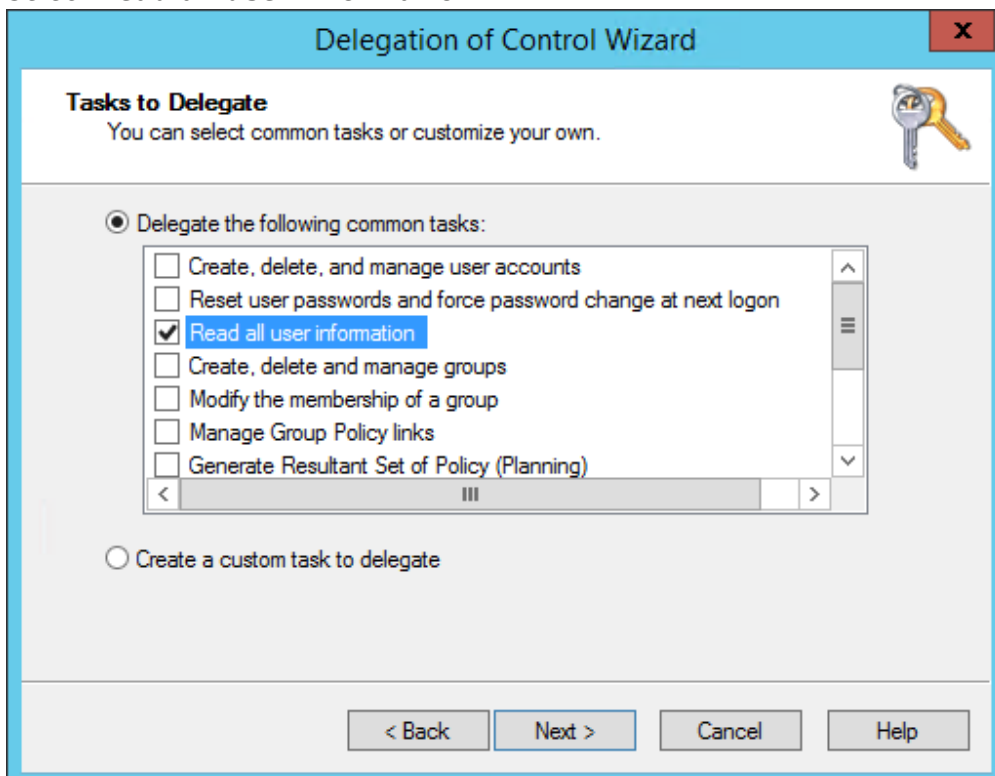 Delegation of Control Wizard
x
Tasks to Delegate
You can select common tasks or customize your own.
Delegate the following common tasks:
Create, delete, and manage user accounts
Reset user passwords and force password change at next logon
Read all user information
Create, delete and manage groups
Modify the membership of a group
Manage Group Policy links
Generate Resultant Set of Policy (Planning)
Create a custom task to delegate
< Back Next > Cancel Help